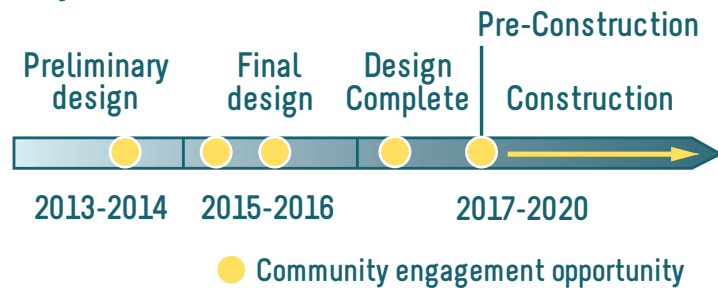 Pre-Construction
Preliminary
design
Final
design
Design
Complete
Construction
2013-2014
2015-2016
2017-2020
Community engagement opportunity